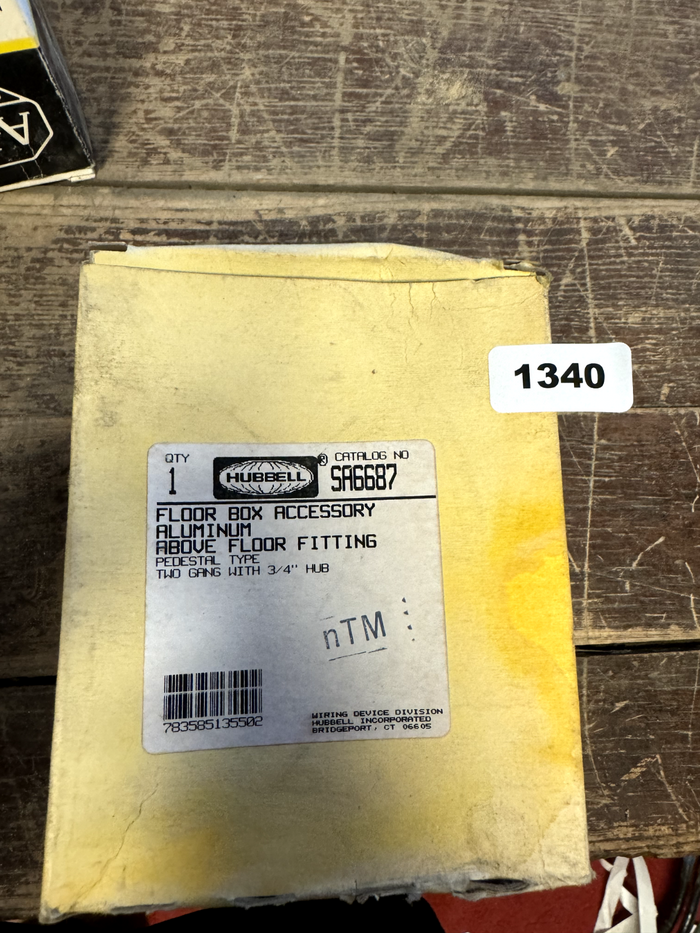 1340
QTY
1
HUBBELL®
CATALOG NO
SA6687
FLOOR BOX ACCESSORY
ALUMINUM
ABOVE FLOOR FITTING
PEDESTAL TYPE
TWO GANG WITH 3/4" HUB
nTM
783585135502
WIRING DEVICE DIVISION
HUBBELL INCORPORATED
BRIDGEPORT, CT 06605